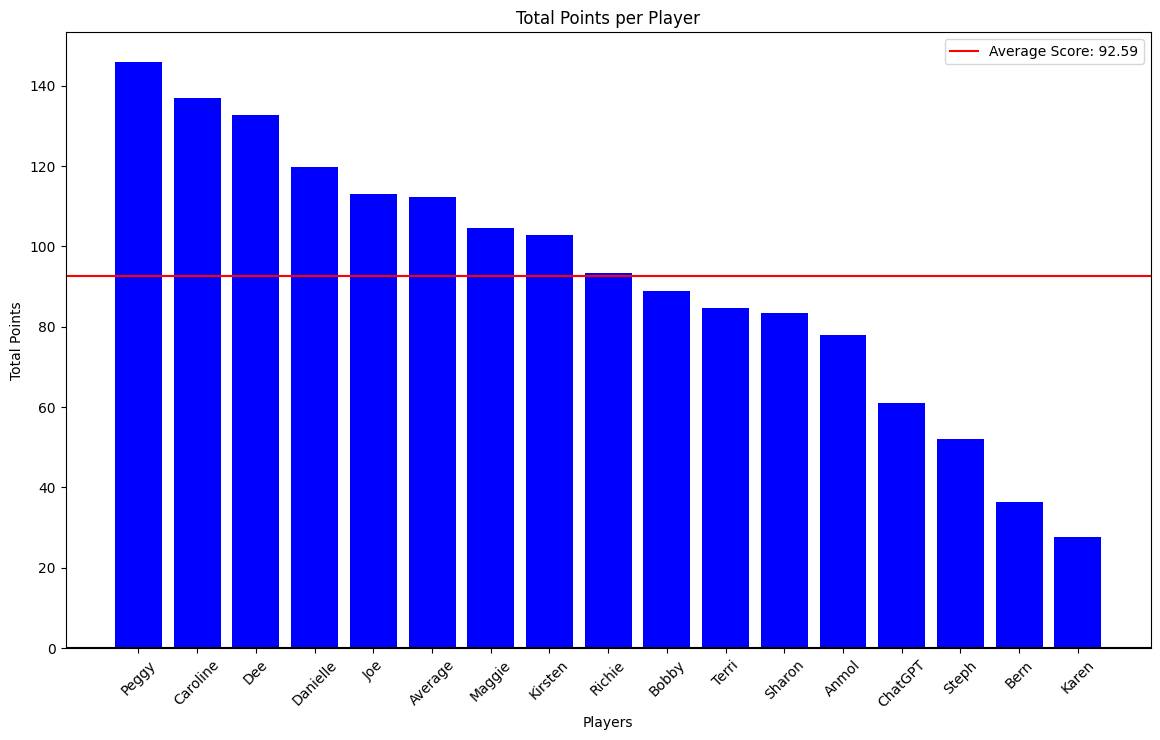 Total Points per Player
Average Score: 92.59
Total Points
140
120
100
80
60
40
20
0
Peggy
Caroline
Dee
Danielle
Joe
Average
Maggie
Kirsten
Richie
Bobby
Terri
Sharon
Anmol
ChatGPT
Steph
Bern
Karen
Players